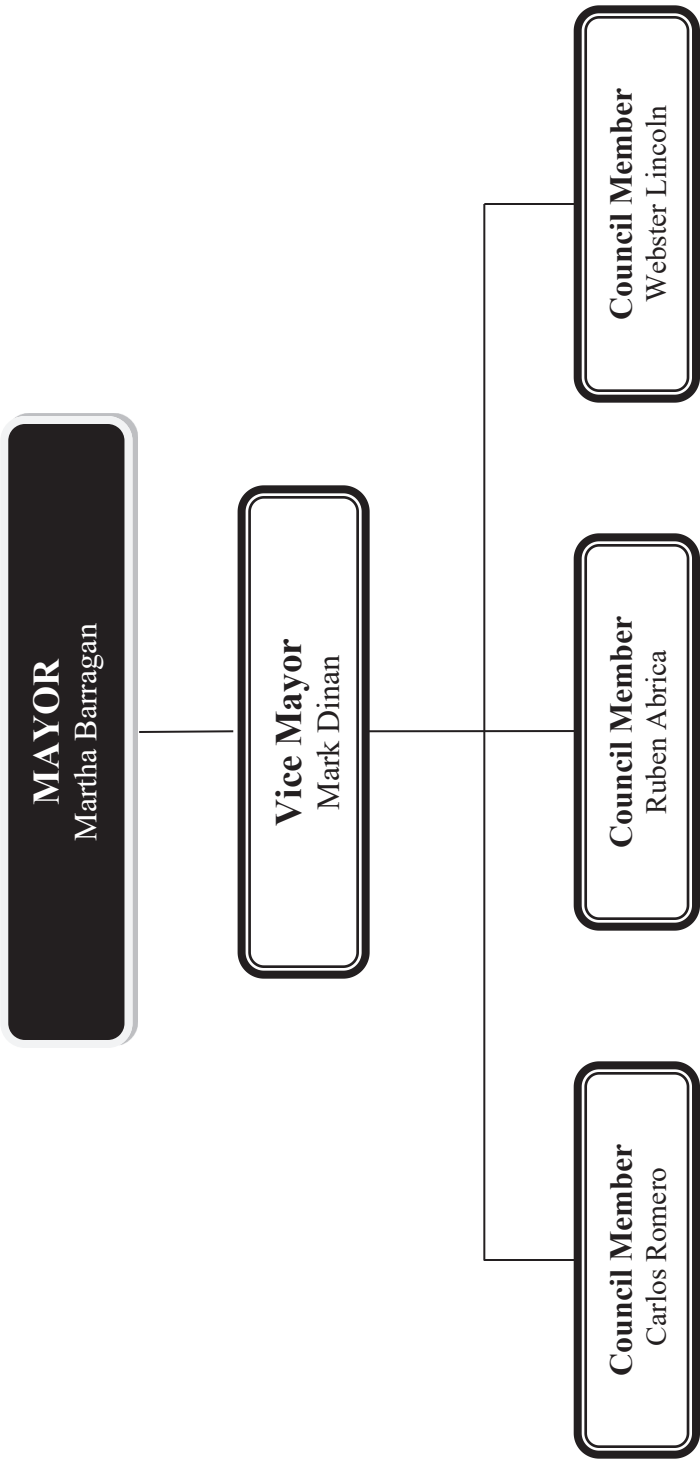 MAYOR
Martha Barragan
Vice Mayor
Mark Dinan
Council Member
Carlos Romero
Council Member
Ruben Abrica
Council Member
Webster Lincoln